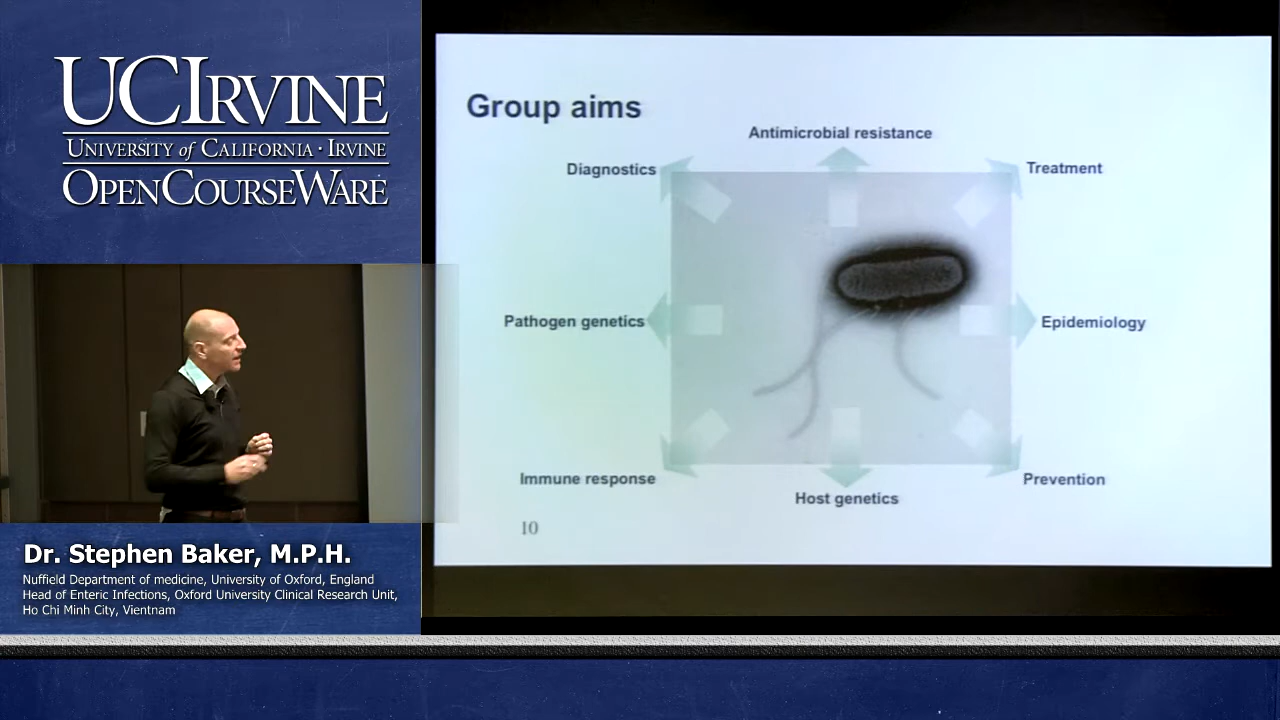 UCIRVINE
UNIVERSITY of CALIFORNIA · IRVINE
OPENCOURSEWARE
Group aims
Antimicrobial resistance
Diagnostics
Treatment
Pathogen genetics
Epidemiology
Immune response
Prevention
Host genetics
10
Dr. Stephen Baker, M.P.H.
Nuffield Department of medicine, University of Oxford, England
Head of Enteric Infections, Oxford University Clinical Research Unit,
Ho Chi Minh City, Vientnam